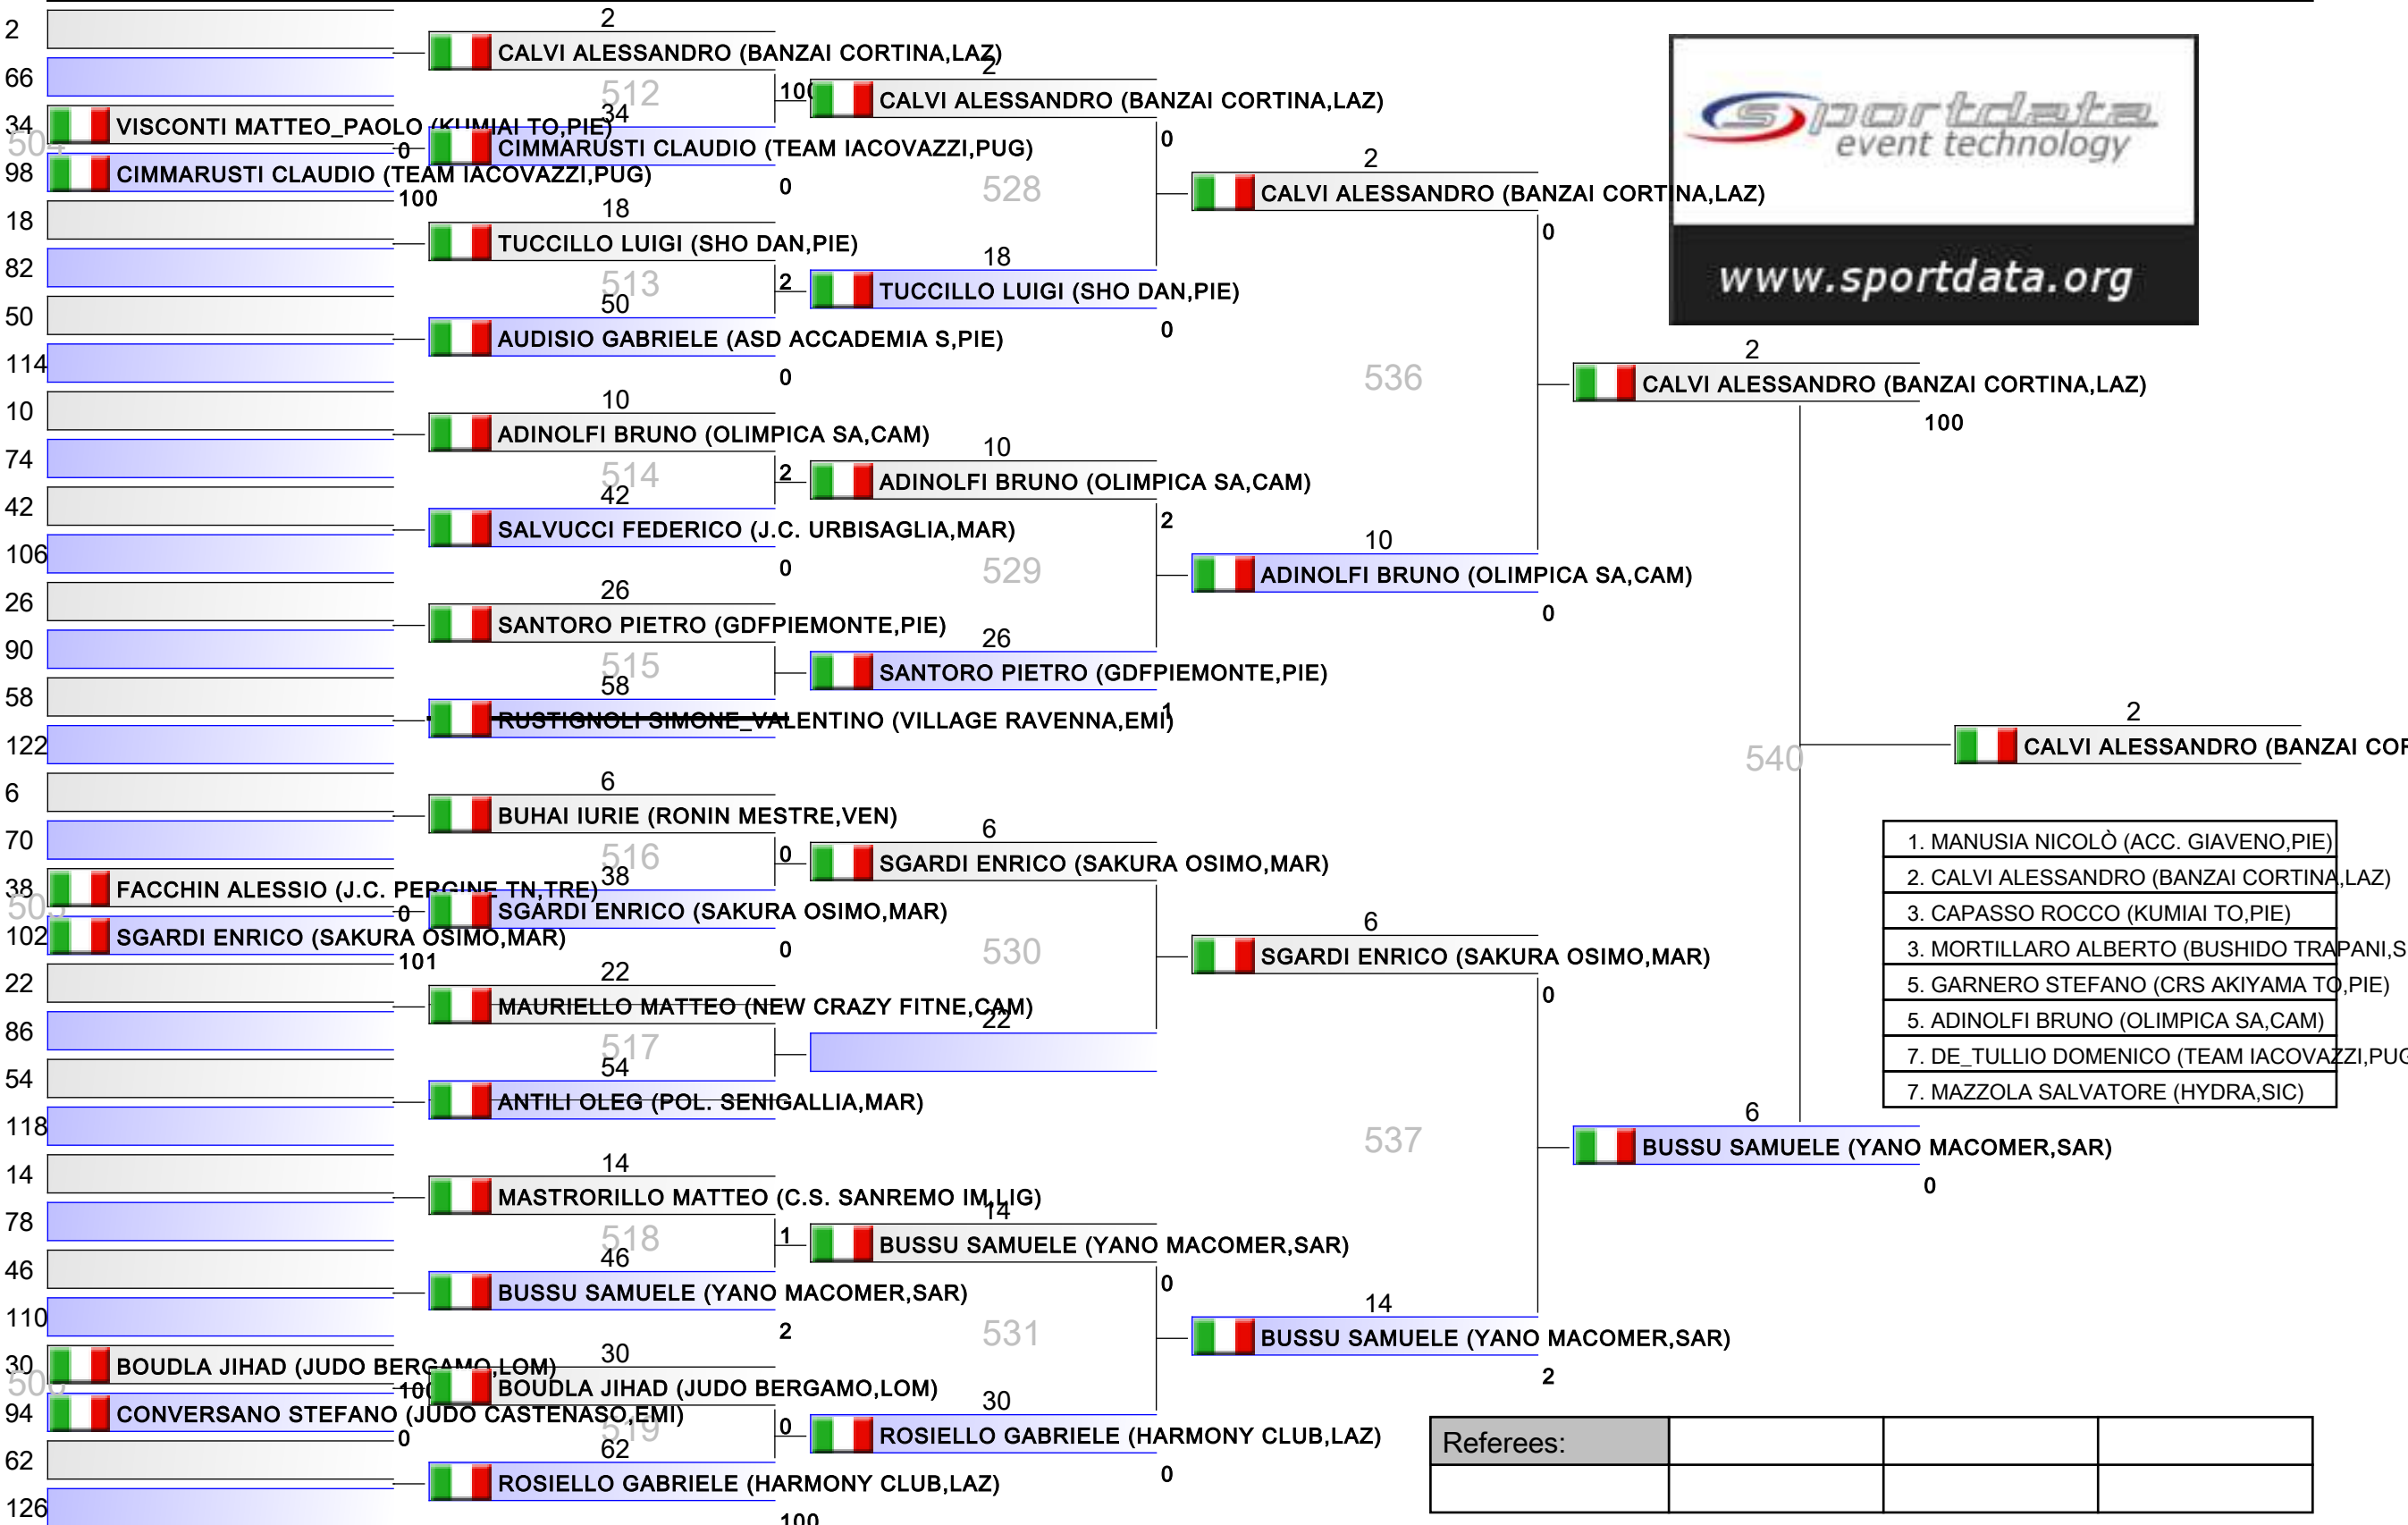 2
66
34
504
98
18
82
50
114
10
74
42
106
26
90
58
122
6
70
38
102
22
86
54
118
14
78
46
110
30
94
62
126
VISCONTI MATTEO_PAOLO (KUMIAI TO,PIE)
0
CIMMARUSTI CLAUDIO (TEAM IACOVAZZI,PUG)
100
FACCHIN ALESSIO (J.C. PERGINE TN,TRE)
0
SGARDI ENRICO (SAKURA OSIMO,MAR)
101
BOUDLA JIHAD (JUDO BERGAMO,LOM)
100
CONVERSANO STEFANO (JUDO CASTENASO,EMI)
0
2
CALVI ALESSANDRO (BANZAI CORTINA,LAZ)
512
100
34
CIMMARUSTI CLAUDIO (TEAM IACOVAZZI,PUG)
0
18
TUCCILLO LUIGI (SHO DAN,PIE)
513
2
50
AUDISIO GABRIELE (ASD ACCADEMIA S,PIE)
0
10
ADINOLFI BRUNO (OLIMPICA SA,CAM)
514
2
42
SALVUCCI FEDERICO (J.C. URBISAGLIA,MAR)
0
26
SANTORO PIETRO (GDFPIEMONTE,PIE)
515
58
RUSTIGNOLI SIMONE_VALENTINO (VILLAGE RAVENNA,EMI)
6
BUHAI IURIE (RONIN MESTRE,VEN)
516
0
38
SGARDI ENRICO (SAKURA OSIMO,MAR)
0
22
MAURIELLO MATTEO (NEW CRAZY FITNE,CAM)
517
54
ANTILI OLEG (POL. SENIGALLIA,MAR)
14
MASTRORILLO MATTEO (C.S. SANREMO IM,LIG)
518
1
46
BUSSU SAMUELE (YANO MACOMER,SAR)
2
30
BOUDLA JIHAD (JUDO BERGAMO,LOM)
519
0
62
ROSIELLO GABRIELE (HARMONY CLUB,LAZ)
100
2
CALVI ALESSANDRO (BANZAI CORTINA,LAZ)
0
528
18
TUCCILLO LUIGI (SHO DAN,PIE)
0
10
ADINOLFI BRUNO (OLIMPICA SA,CAM)
2
529
26
SANTORO PIETRO (GDFPIEMONTE,PIE)
1
6
SGARDI ENRICO (SAKURA OSIMO,MAR)
530
22
14
BUSSU SAMUELE (YANO MACOMER,SAR)
0
531
30
ROSIELLO GABRIELE (HARMONY CLUB,LAZ)
0
2
CALVI ALESSANDRO (BANZAI CORTINA,LAZ)
0
536
10
ADINOLFI BRUNO (OLIMPICA SA,CAM)
0
6
SGARDI ENRICO (SAKURA OSIMO,MAR)
0
537
14
BUSSU SAMUELE (YANO MACOMER,SAR)
2
sportdata
event technology
www.sportdata.org
2
CALVI ALESSANDRO (BANZAI CORTINA,LAZ)
100
540
6
BUSSU SAMUELE (YANO MACOMER,SAR)
0
2
CALVI ALESSANDRO (BANZAI COR
1. MANUSIA NICOLÒ (ACC. GIAVENO,PIE)
2. CALVI ALESSANDRO (BANZAI CORTINA,LAZ)
3. CAPASSO ROCCO (KUMIAI TO,PIE)
3. MORTILLARO ALBERTO (BUSHIDO TRAPANI,S
5. GARNERO STEFANO (CRS AKIYAMA TO,PIE)
5. ADINOLFI BRUNO (OLIMPICA SA,CAM)
7. DE_TULLIO DOMENICO (TEAM IACOVAZZI,PUG
7. MAZZOLA SALVATORE (HYDRA,SIC)
Referees: